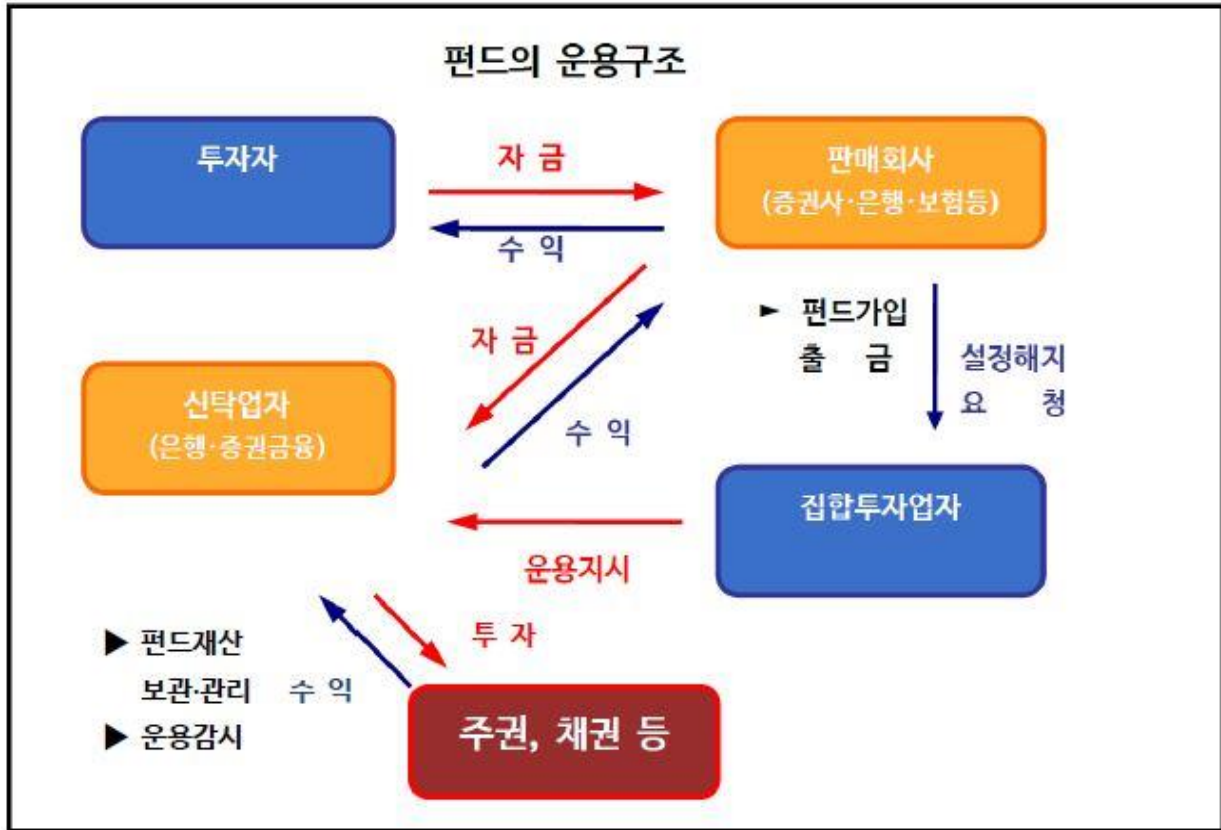 펀드의 운용구조
투자자
자 금
판매회사
(증권사·은행·보험등)
수 익
자 금
► 펀드가입
출 금
설정해지
요 청
신탁업자
(은행·증권금융)
수 익
집합투자업자
운용지시
투 자
▶ 펀드재산
보관·관리
수 익
▶ 운용감시
주권, 채권 등